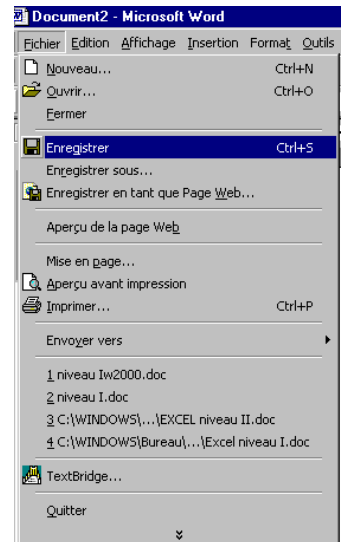 Document2 - Microsoft Word
Fichier Edition Affichage Insertion Format Outils
Nouveau... Ctrl+N
Ouvrir... Ctrl+O
Fermer
Enregistrer Ctrl+S
Enregistrer sous...
Enregistrer en tant que Page Web...
Aperçu de la page Web
Mise en page...
Aperçu avant impression
Imprimer... Ctrl+P
Envoyer vers
1 niveau Iw2000.doc
2 niveau I.doc
3 C:\WINDOWS\...\EXCEL niveau II.doc
4 C:\WINDOWS\Bureau\...\Excel niveau I.doc
TextBridge...
Quitter